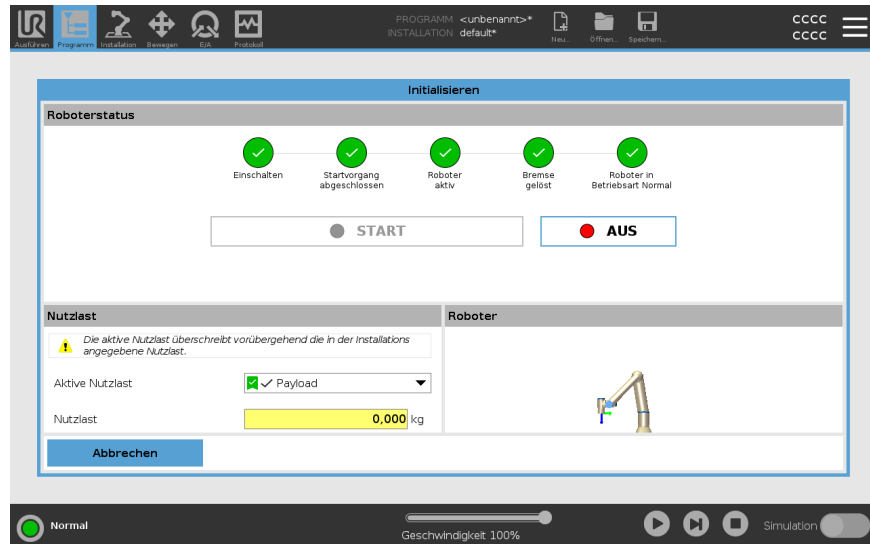 PROGRAMM <unbenannt>*
INSTALLATION default*
CCCC
CCCC
Ausführen Programm Installation Bewegen E/A Protokoll
Neu... Öffnen... Speichern...
Initialisieren
Roboterstatus
Einschalten
Startvorgang
abgeschlossen
Roboter
aktiv
Bremse
gelöst
Roboter in
Betriebsart Normal
START
AUS
Nutzlast
Die aktive Nutzlast überschreibt vorübergehend die in der Installations
angegebene Nutzlast.
Aktive Nutzlast
Payload
Nutzlast
0,000 kg
Roboter
Abbrechen
Normal
Geschwindigkeit 100%
Simulation